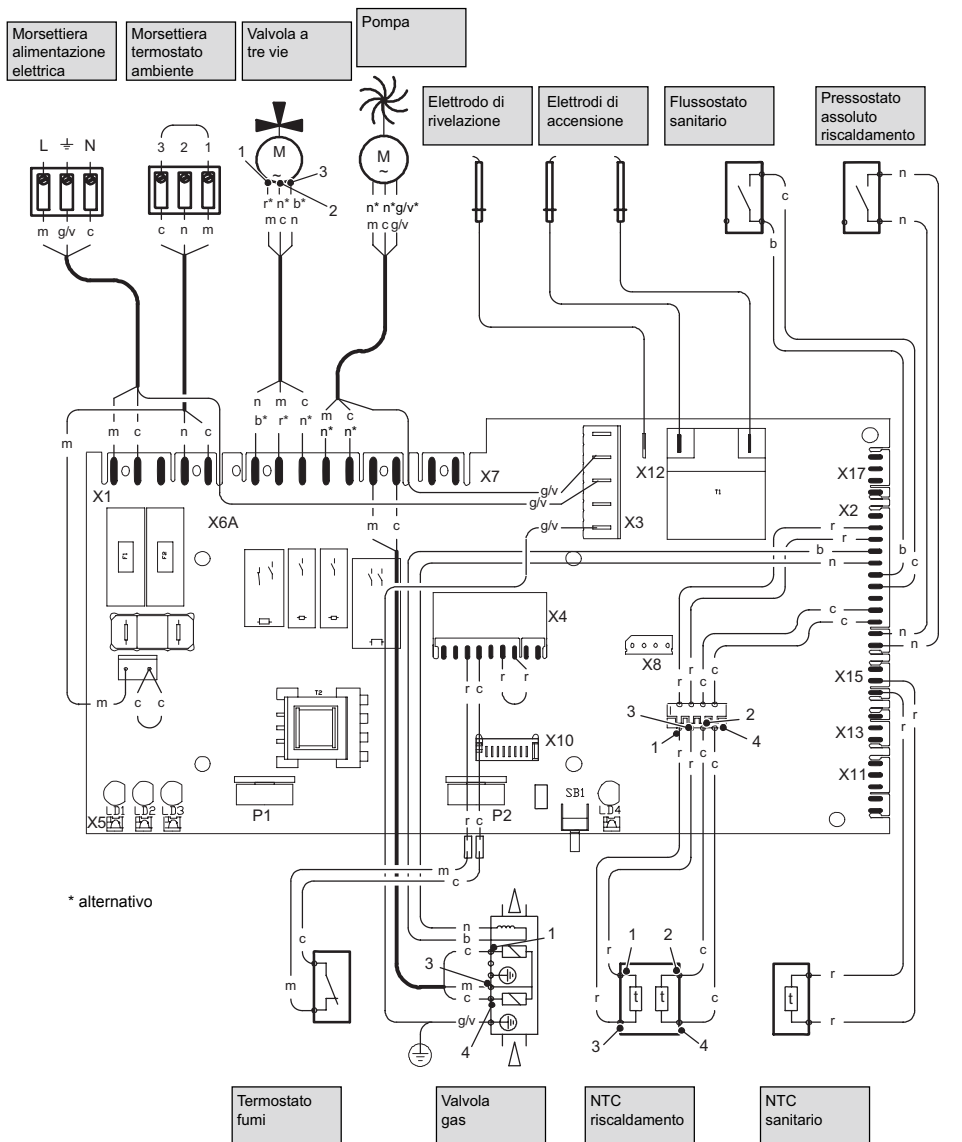 Morsettiera
alimentazione
elettrica
Morsettiera
termostato
ambiente
Valvola a
tre vie
Pompa
Elettrodo di
rivelazione
Elettrodi di
accensione
Flussostato
sanitario
Pressostato
assoluto
riscaldamento
L N
3 2 1
1 M ~ 3
2
M ~
m g/v c
c n m
r* n* b*
m c n
n* n* g/v*
m c g/v
c
b
n
n
n m c
b* r* n*
m c
n* n*
m
m c n c
X1
X6A
X7
m c
g/v
g/v
g/v
X3
X12
T1
X17
X2
r
r
b
n
b
c
F1
F2
X4
r c r r
X8
c
c
n
n
r r c c
X15
X13
X11
r
r
m c c
T2
3 2
1 4
r r c c
X10
P1
P2
SB1
X5
LD1 LD2 LD3
LD4
r c
m
c
* alternativo
c
m
n
b
c
m
c
g/v
1
3
4
r
r
c
c
1 2
t t
3 4
r
r
t
Termostato
fumi
Valvola
gas
NTC
riscaldamento
NTC
sanitario